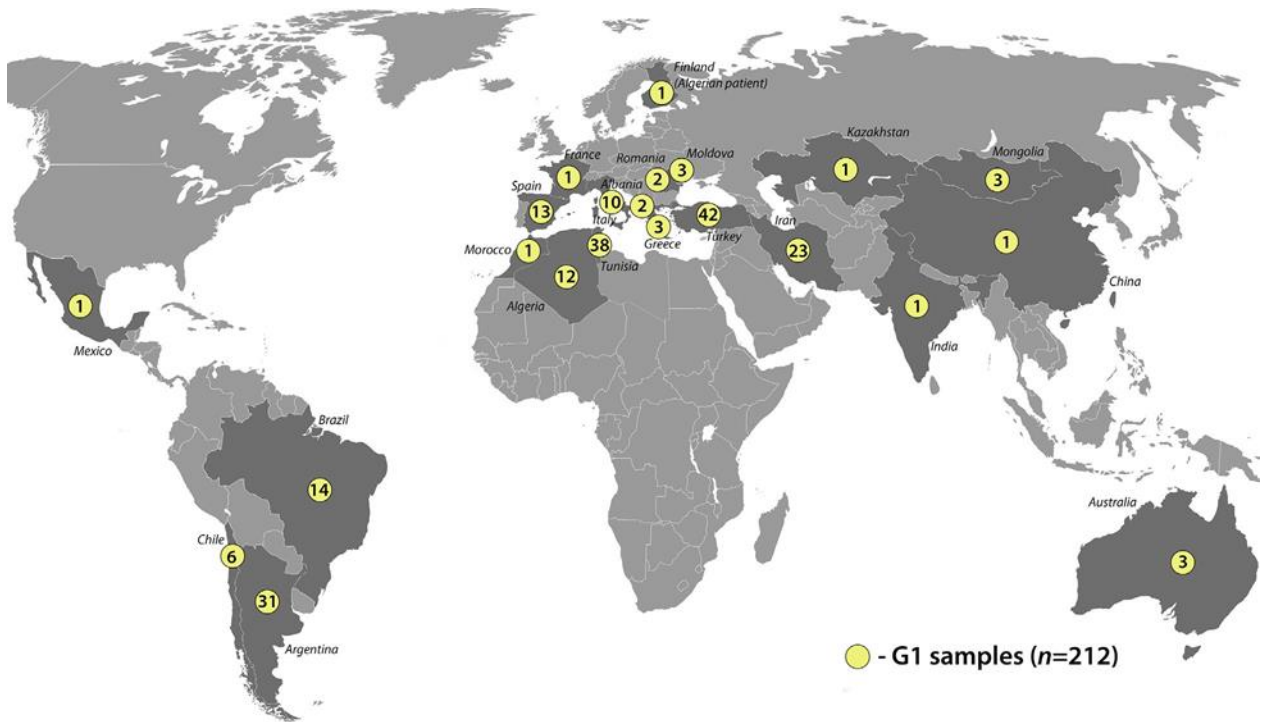 Finland
(Algerian patient)
1
Kazakhstan
1
Mongolia
3
France
1
Romania
2
Moldova
3
Spain
13
Italy
10
Albania
2
Greece
3
Turkey
42
Iran
23
Morocco
1
Tunisia
38
Algeria
12
China
1
India
1
Mexico
1
Brazil
14
Chile
6
Argentina
31
Australia
3
- G1 samples (n=212)